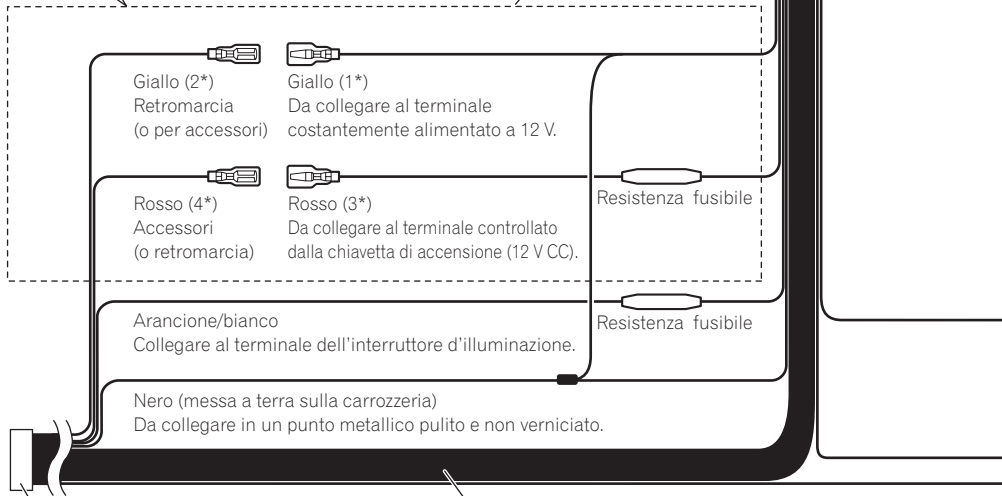 Giallo (2*)
Retromarcia
(o per accessori)
Giallo (1*)
Da collegare al terminale
costantemente alimentato a 12 V.
Rosso (4*)
Accessori
(o retromarcia)
Rosso (3*)
Da collegare al terminale controllato
dalla chiavetta di accensione (12 V CC).
Resistenza fusibile
Arancione/bianco
Collegare al terminale dell'interruttore d'illuminazione.
Resistenza fusibile
Nero (messa a terra sulla carrozzeria)
Da collegare in un punto metallico pulito e non verniciato.